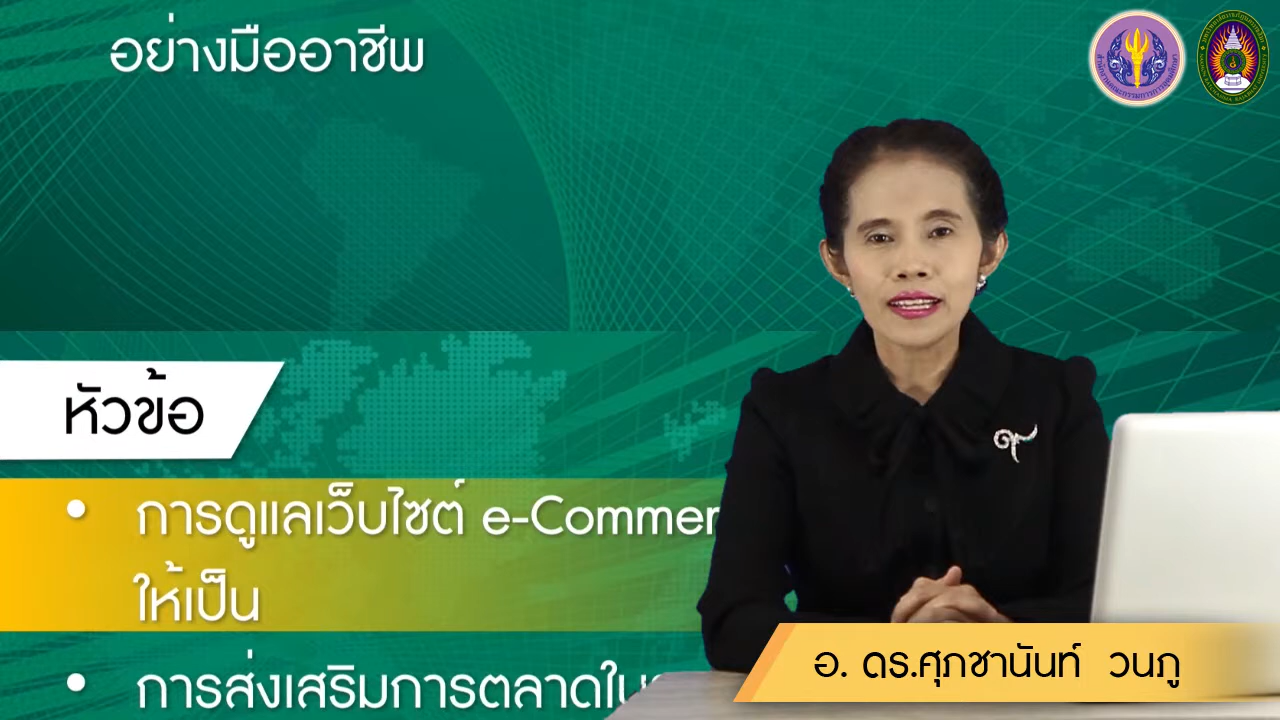 อย่างมืออาชีพ
หัวข้อ
• การดูแลเว็บไซต์ e-Commer
ให้เป็น
• การส่งเสริมการตลาดใน
อ. ดร.ศุภชานันท์ วนภู